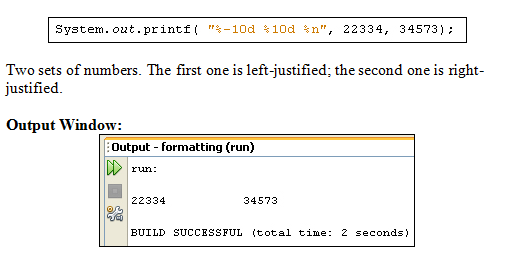 System.out.printf( "%-10d %10d %n", 22334, 34573);
Two sets of numbers. The first one is left-justified; the second one is right-
justified.
Output Window:
Output - formatting (run)
run:
22334 34573
BUILD SUCCESSFUL (total time: 2 seconds)